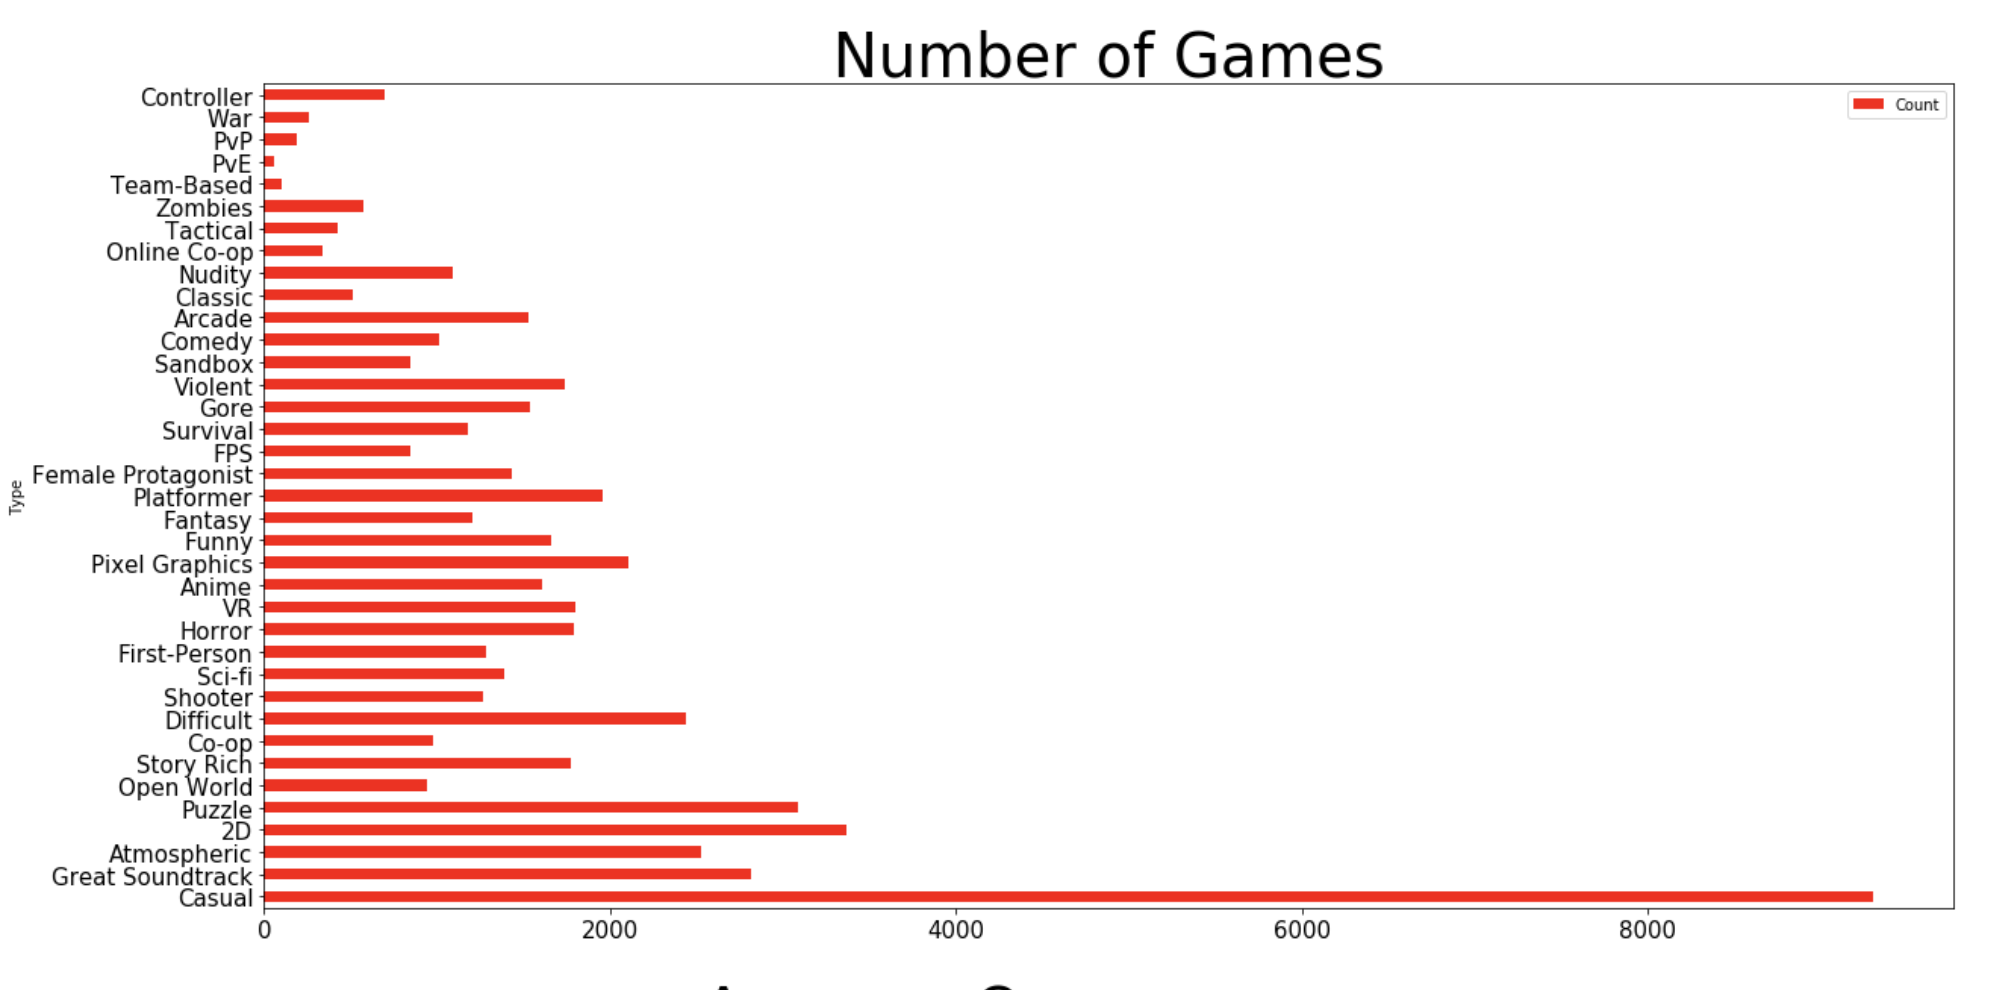 Number of Games
Count
Controller
War
PvP
PvE
Team-Based
Zombies
Tactical
Online Co-op
Nudity
Classic
Arcade
Comedy
Sandbox
Violent
Gore
Survival
FPS
Female Protagonist
Platformer
Fantasy
Funny
Pixel Graphics
Anime
VR
Horror
First-Person
Sci-fi
Shooter
Difficult
Co-op
Story Rich
Open World
Puzzle
2D
Atmospheric
Great Soundtrack
Casual
Type
0 2000 4000 6000 8000